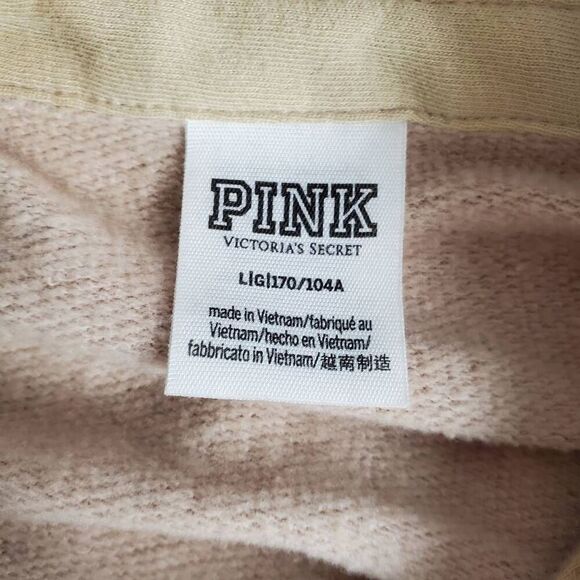 PINK
VICTORIA'S SECRET
L|G|170/104A
made in Vietnam/fabriqué au
Vietnam/hecho en Vietnam/
fabbricato in Vietnam/越南制造